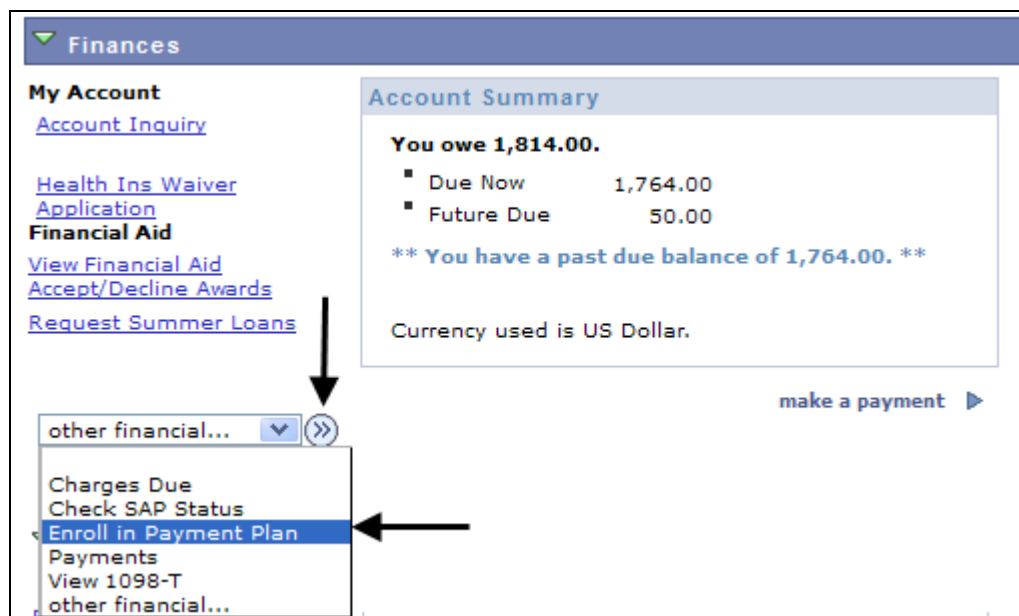 Finances
My Account
Account Inquiry
Health Ins Waiver
Application
Financial Aid
View Financial Aid
Accept/Decline Awards
Request Summer Loans
Account Summary
You owe 1,814.00.
Due Now 1,764.00
Future Due 50.00
** You have a past due balance of 1,764.00. **
Currency used is US Dollar.
make a payment
other financial...
Charges Due
Check SAP Status
Enroll in Payment Plan
Payments
View 1098-T
other financial...